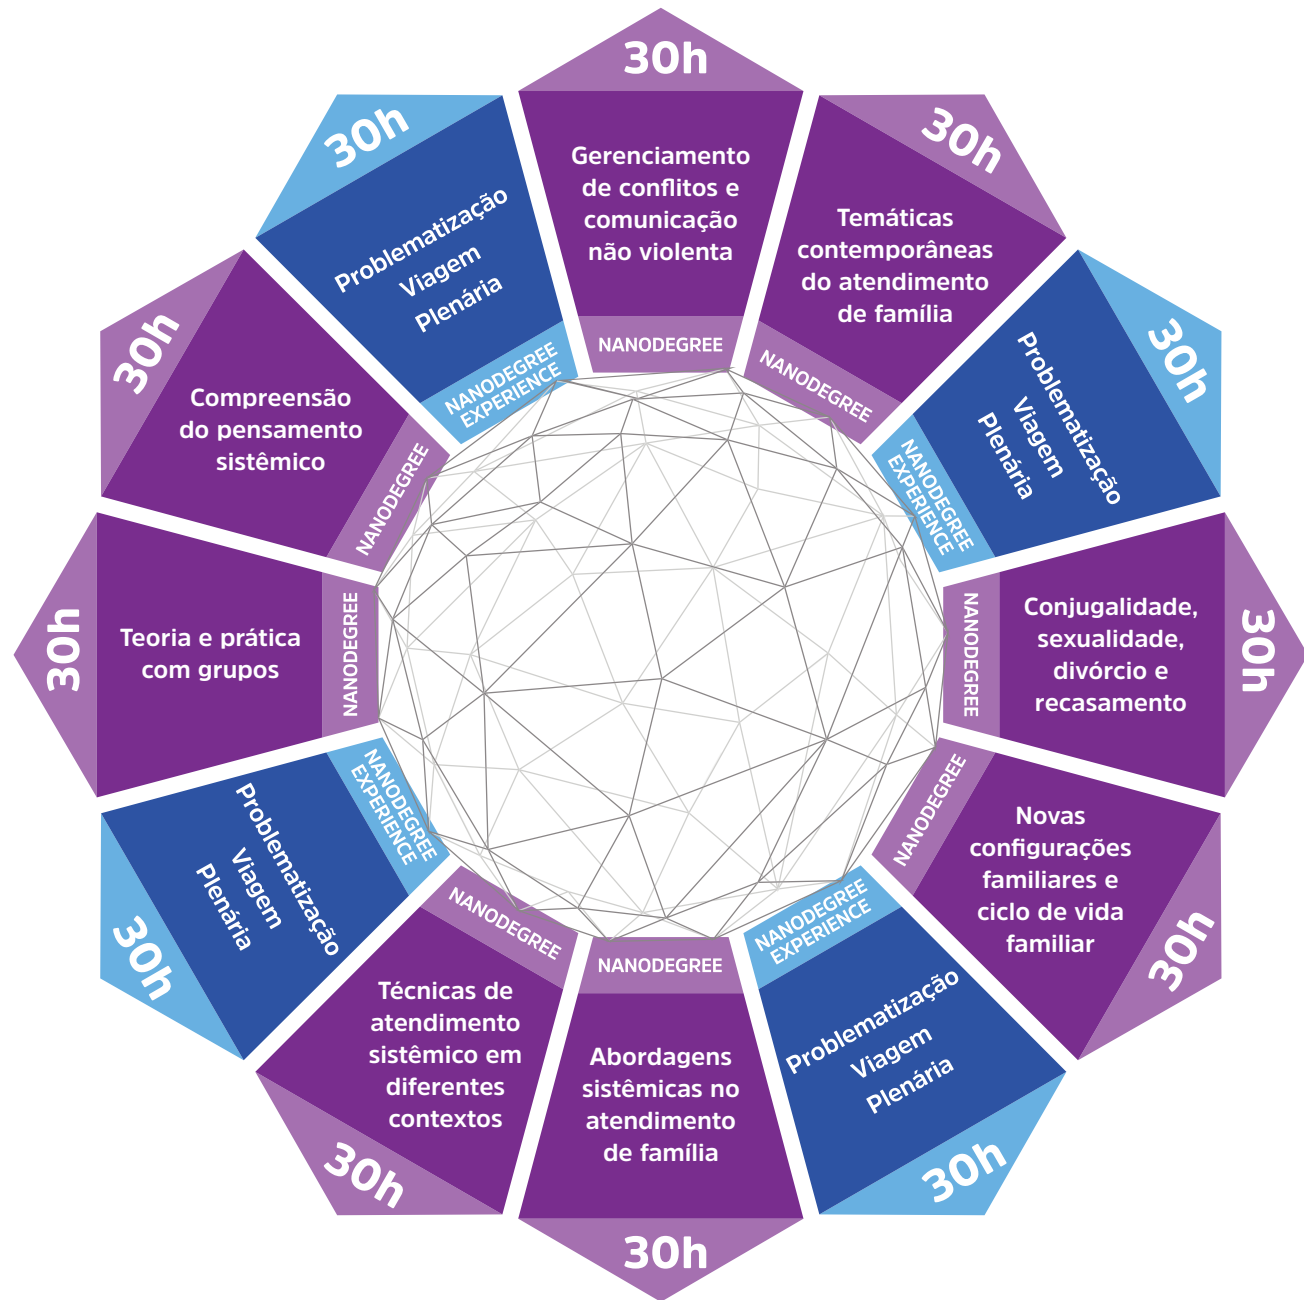 30h
Gerenciamento
de conflitos e
comunicação
não violenta
NANODEGREE
30h
Temáticas
contemporâneas
do atendimento
de família
NANODEGREE
30h
Problematização
Viagem
Plenária
NANODEGREE
EXPERIENCE
30h
Conjugalidade,
sexualidade,
divórcio e
recasamento
NANODEGREE
30h
Novas
configurações
familiares e
ciclo de vida
familiar
NANODEGREE
30h
Problematização
Viagem
Plenária
NANODEGREE
EXPERIENCE
30h
Abordagens
sistêmicas no
atendimento
de família
NANODEGREE
30h
Técnicas de
atendimento
sistêmico em
diferentes
contextos
NANODEGREE
30h
Problematização
Viagem
Plenária
NANODEGREE
EXPERIENCE
30h
Teoria e prática
com grupos
NANODEGREE
30h
Compreensão
do pensamento
sistêmico
NANODEGREE
30h
Problematização
Viagem
Plenária
NANODEGREE
EXPERIENCE